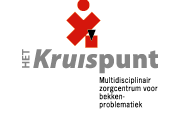 HET Kruispunt
Multidisciplinair
zorgcentrum voor
bekken-
problematiek